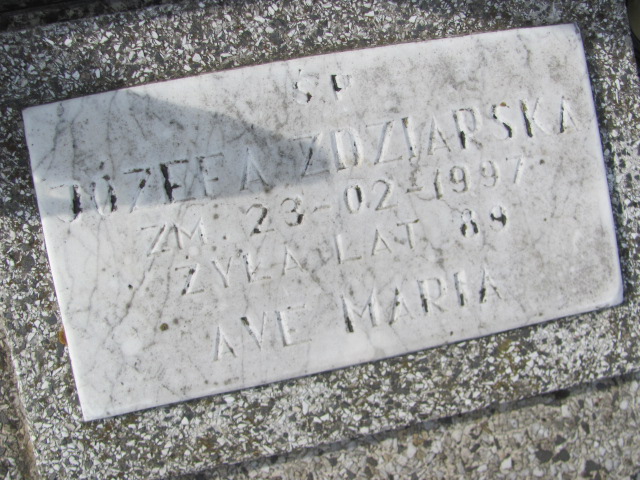 ŚP
JÓZEFA ZDZIARSKA
ZM. 23-02-1997
ŻYŁA LAT 89
AVE MARIA